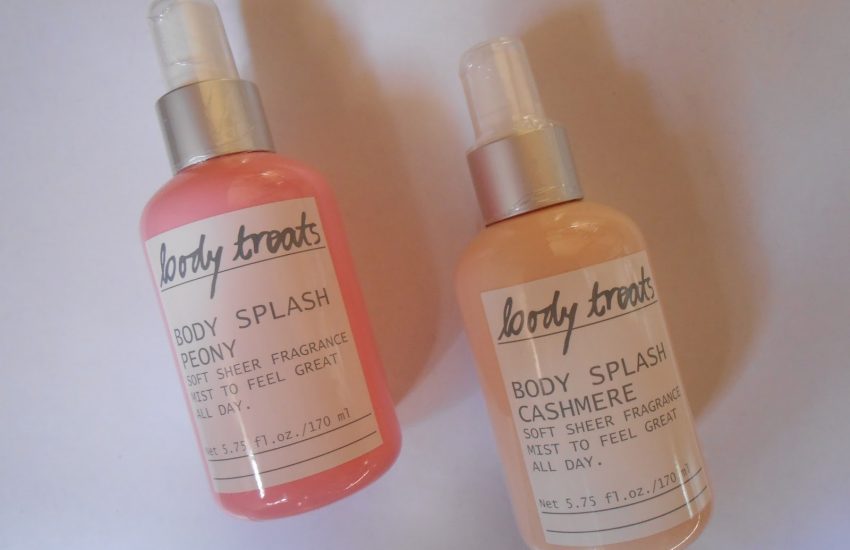 body treats
BODY SPLASH
PEONY
SOFT SHEER FRAGRANCE
MIST TO FEEL GREAT
ALL DAY.
Net 5.75 fl.oz./170 ml
body treats
BODY SPLASH
CASHMERE
SOFT SHEER FRAGRANCE
MIST TO FEEL GREAT
ALL DAY.
Net 5.75 fl.oz./170 ml